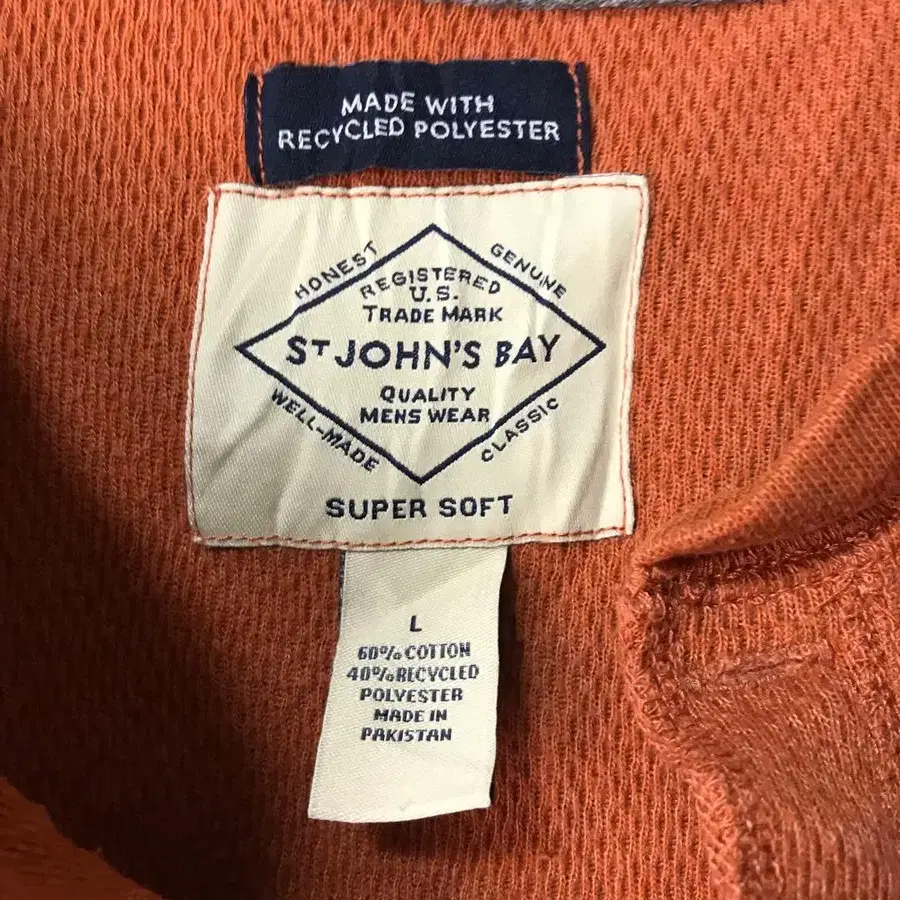 MADE WITH
RECYCLED POLYESTER
HONEST
GENUINE
REGISTERED
U.S.
TRADE MARK
ST JOHN'S BAY
QUALITY
MENS WEAR
WELL-MADE
CLASSIC
SUPER SOFT
L
60% COTTON
40% RECYCLED
POLYESTER
MADE IN
PAKISTAN